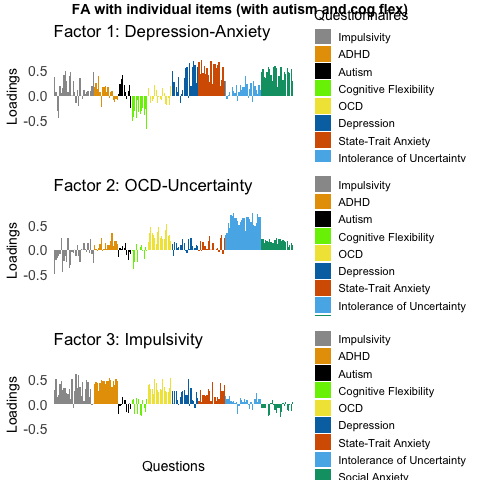 FA with individual items (with autism and cog flex)
Questionnaires
Factor 1: Depression-Anxiety
Loadings
0.5
0.0
-0.5
Impulsivity
ADHD
Autism
Cognitive Flexibility
OCD
Depression
State-Trait Anxiety
Intolerance of Uncertainty
Factor 2: OCD-Uncertainty
Loadings
0.5
0.0
-0.5
Impulsivity
ADHD
Autism
Cognitive Flexibility
OCD
Depression
State-Trait Anxiety
Intolerance of Uncertainty
Factor 3: Impulsivity
Loadings
0.5
0.0
-0.5
Impulsivity
ADHD
Autism
Cognitive Flexibility
OCD
Depression
State-Trait Anxiety
Intolerance of Uncertainty
Social Anxiety
Questions